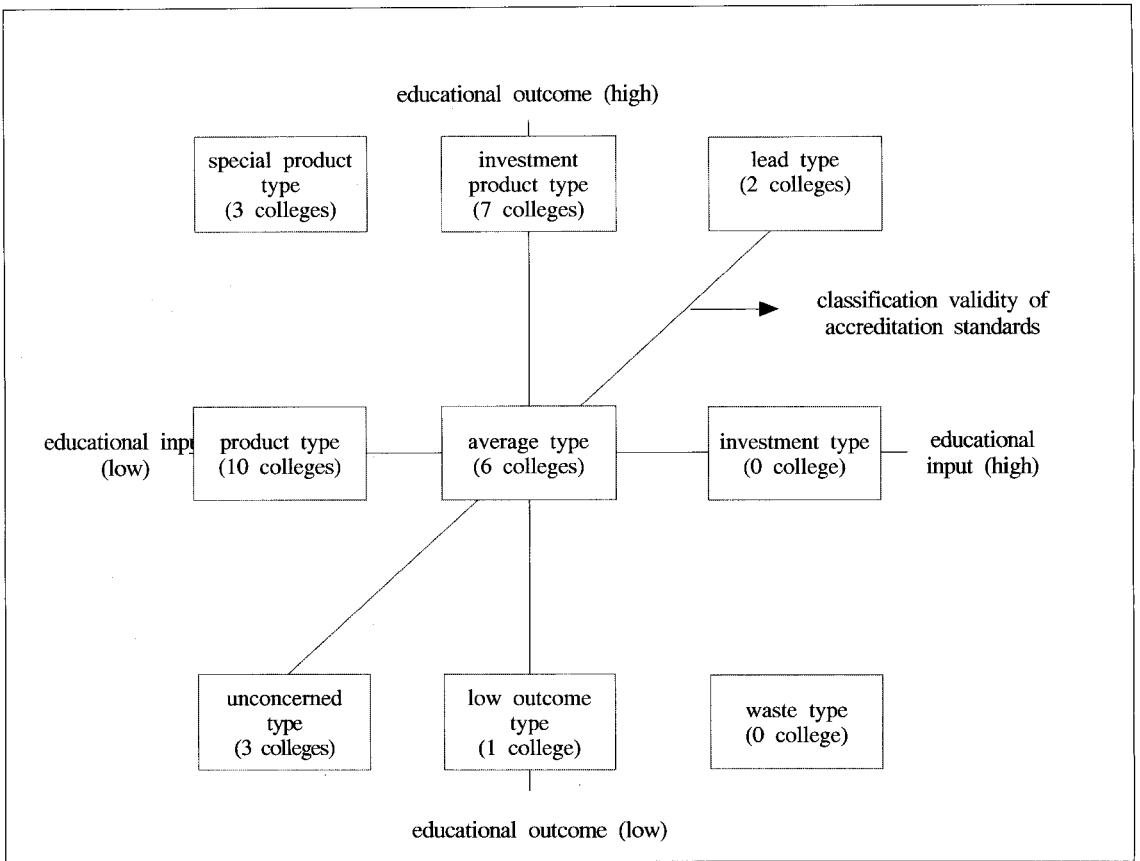 educational outcome (high)
special product
type
(3 colleges)
investment
product type
(7 colleges)
lead type
(2 colleges)
classification validity of
accreditation standards
educational inpu
(low)
product type
(10 colleges)
average type
(6 colleges)
investment type
(0 college)
educational
input (high)
unconcerned
type
(3 colleges)
low outcome
type
(1 college)
waste type
(0 college)
educational outcome (low)